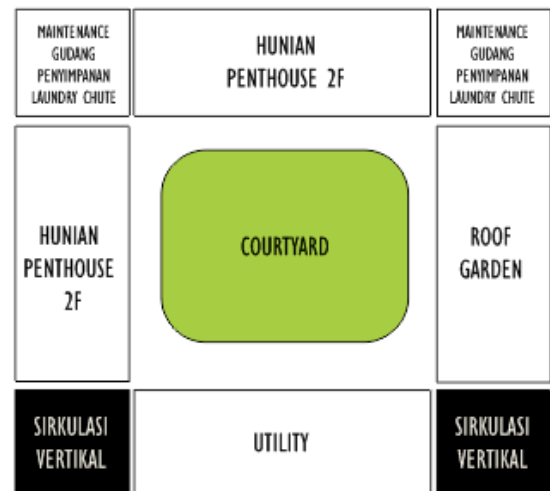 MAINTENANCE
GUDANG
PENYIMPANAN
LAUNDRY CHUTE
HUNIAN
PENTHOUSE 2F
MAINTENANCE
GUDANG
PENYIMPANAN
LAUNDRY CHUTE
HUNIAN
PENTHOUSE
2F
COURTYARD
ROOF
GARDEN
SIRKULASI
VERTIKAL
UTILITY
SIRKULASI
VERTIKAL